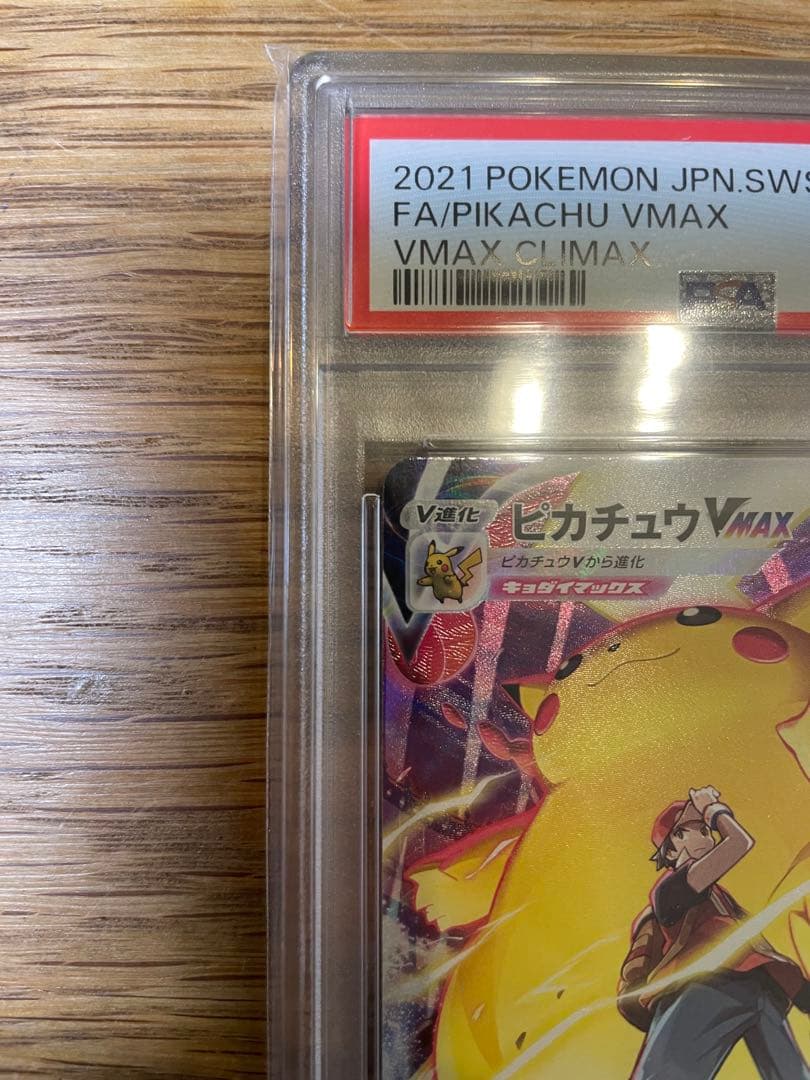 2021 POKEMON JPN.SWS
FA/PIKACHU VMAX
VMAX CLIMAX
PSA
V進化
ピカチュウVMAX
ピカチュウVから進化
キョダイマックス